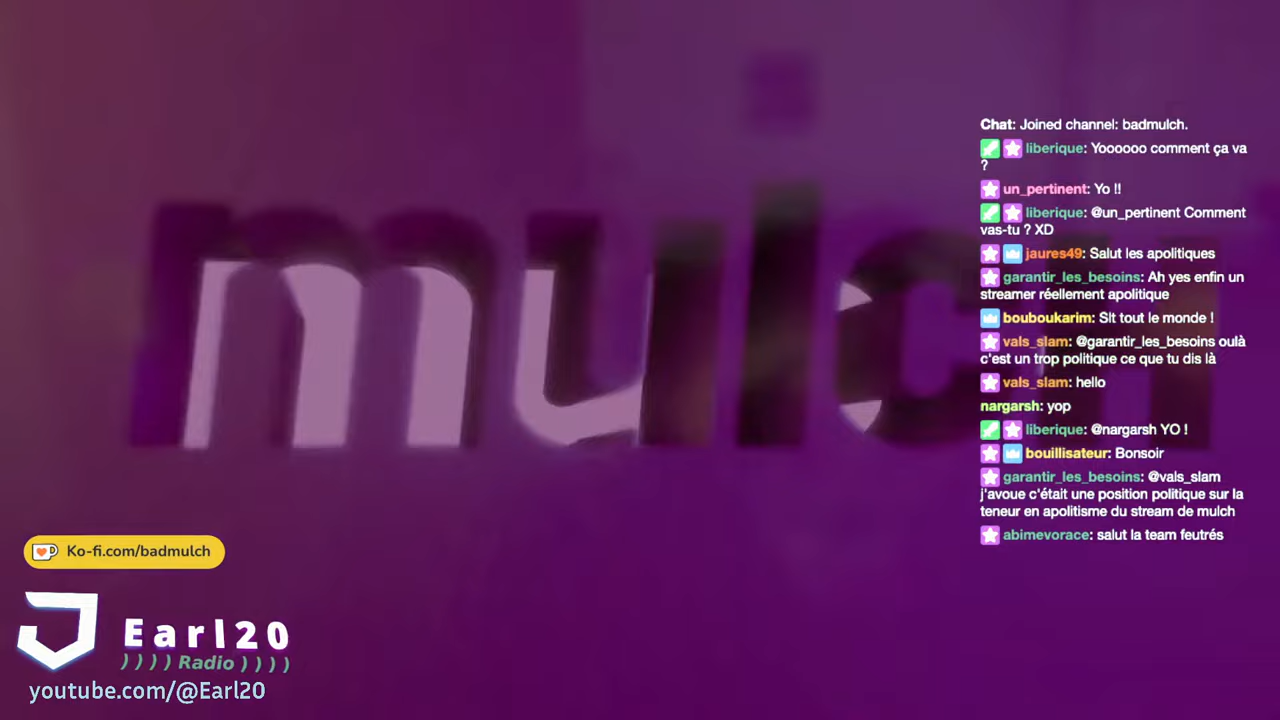 mulch
Chat: Joined channel: badmulch.
liberique: Yoooooo comment ça va
?
un_pertinent: Yo !!
liberique: @un_pertinent Comment
vas-tu ? XD
jaures49: Salut les apolitiques
garantir_les_besoins: Ah yes enfin un
streamer réellement apolitique
bouboukarim: Slt tout le monde !
vals_slam: @garantir_les_besoins oulà
c'est un trop politique ce que tu dis là
vals_slam: hello
nargarsh: yop
liberique: @nargarsh YO !
bouillisateur: Bonsoir
garantir_les_besoins: @vals_slam
j'avoue c'était une position politique sur la
teneur en apolitisme du stream de mulch
abimevorace: salut la team feutrés
Ko-fi.com/badmulch
Earl20
) ) ) ) Radio ) ) ) )
youtube.com/@Earl20